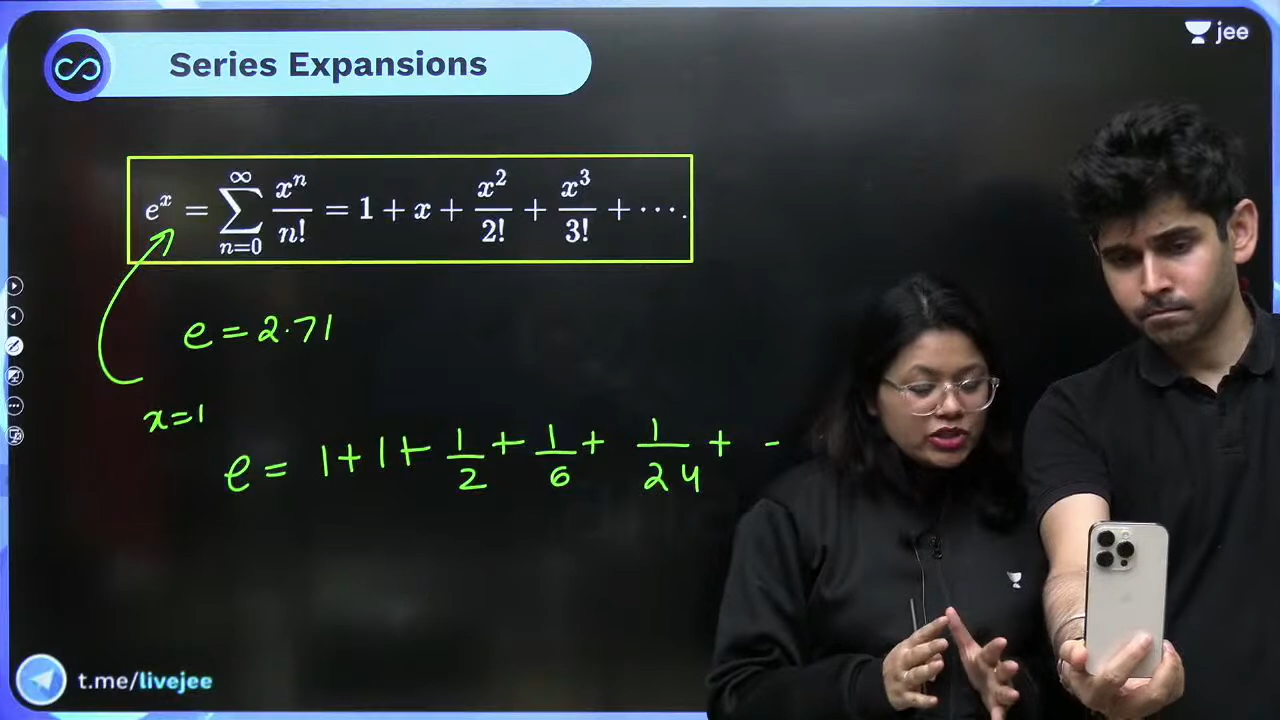 Series Expansions
jee
e^x = ∑_{n=0}^{∞} x^n/n! = 1 + x + x^2/2! + x^3/3! + ⋯.
e = 2.71
x=1
e = 1+1+ 1/2 + 1/6 + 1/24 + -
t.me/livejee